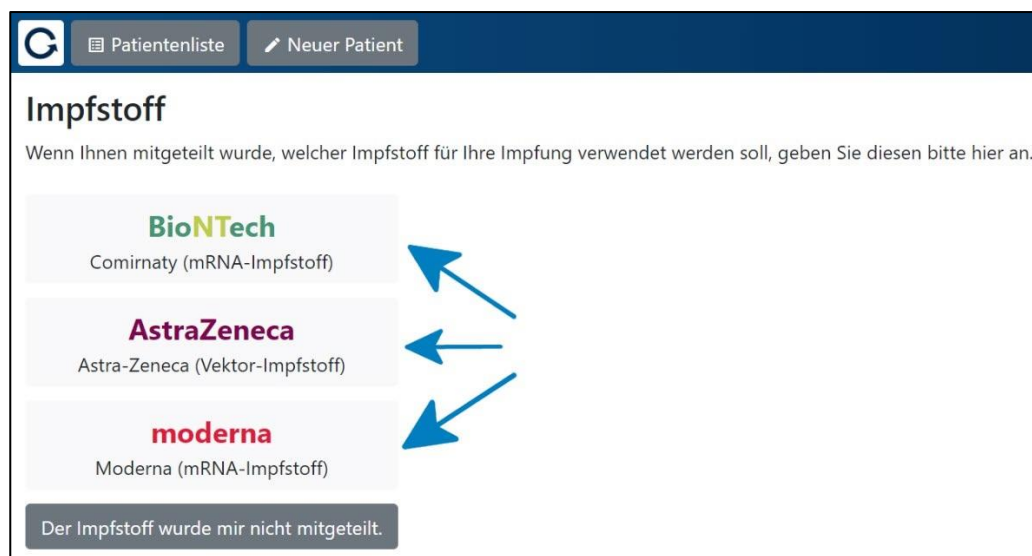 Patientenliste
Neuer Patient
Impfstoff
Wenn Ihnen mitgeteilt wurde, welcher Impfstoff für Ihre Impfung verwendet werden soll, geben Sie diesen bitte hier an.
BioNTech
Comirnaty (mRNA-Impfstoff)
AstraZeneca
Astra-Zeneca (Vektor-Impfstoff)
moderna
Moderna (mRNA-Impfstoff)
Der Impfstoff wurde mir nicht mitgeteilt.